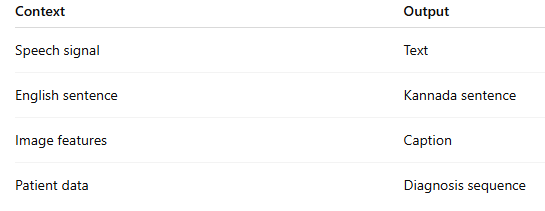 Context Output
Speech signal Text
English sentence Kannada sentence
Image features Caption
Patient data Diagnosis sequence